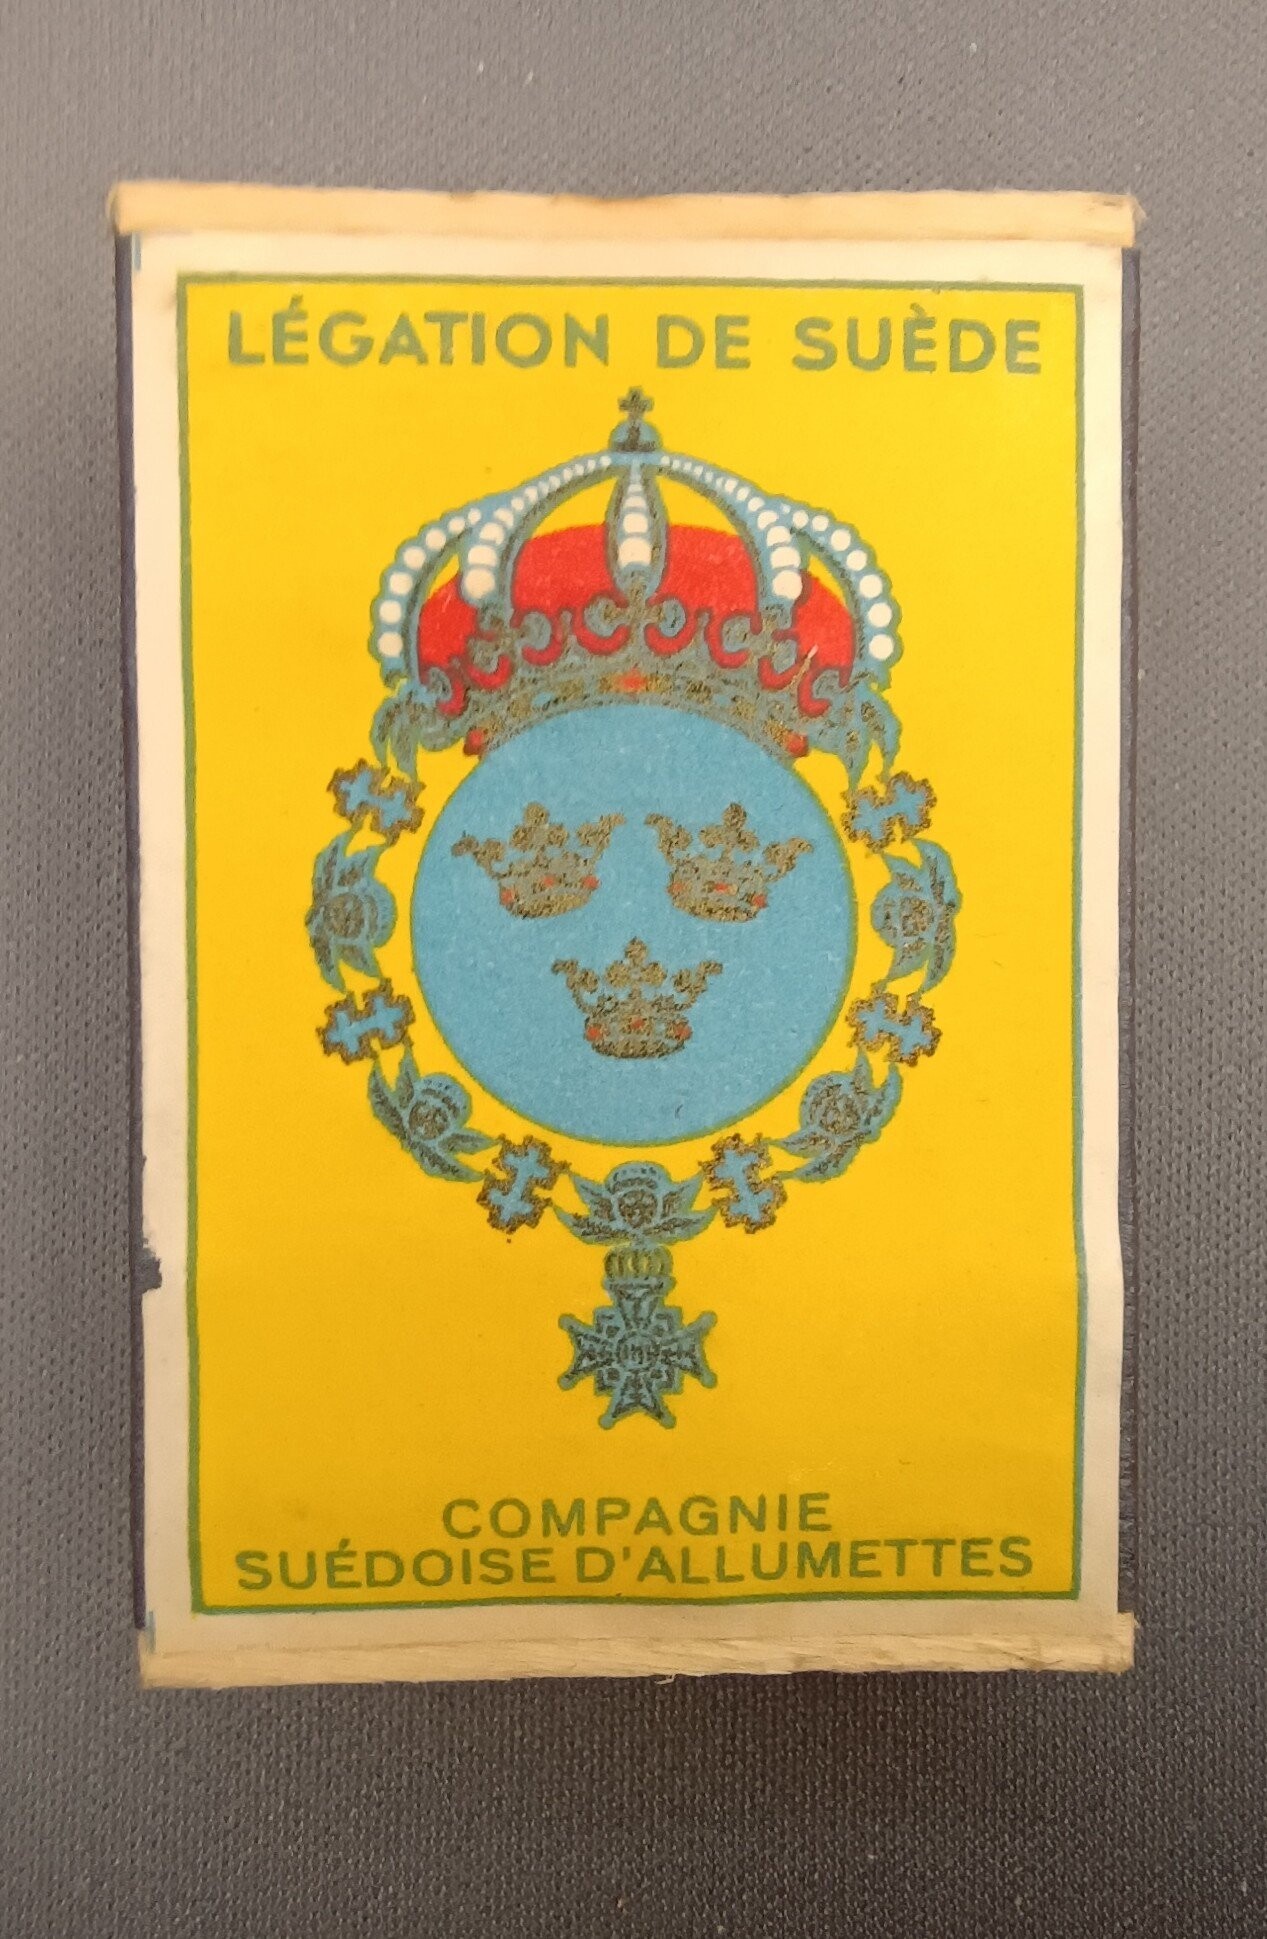 LÉGATION DE SUÈDE
COMPAGNIE
SUÉDOISE D'ALLUMETTES